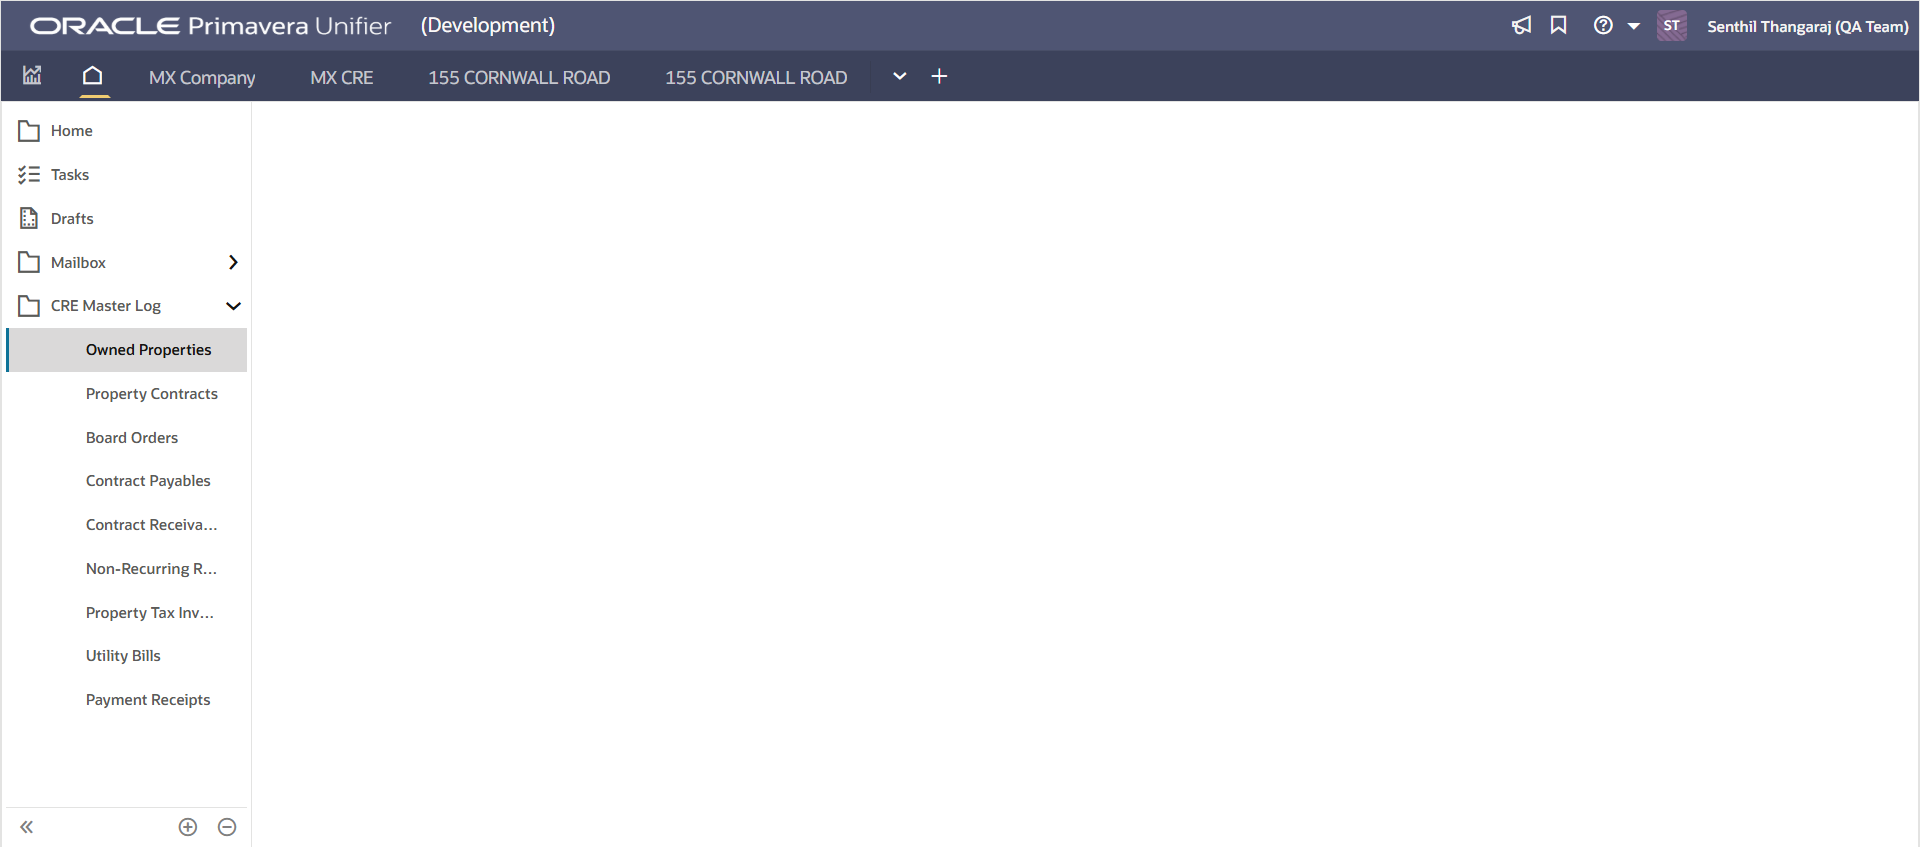 ORACLE Primavera Unifier (Development)
ST Senthil Thangaraj (QA Team)
MX Company MX CRE 155 CORNWALL ROAD 155 CORNWALL ROAD
Home
Tasks
Drafts
Mailbox
CRE Master Log
Owned Properties
Property Contracts
Board Orders
Contract Payables
Contract Receiva...
Non-Recurring R...
Property Tax Inv...
Utility Bills
Payment Receipts